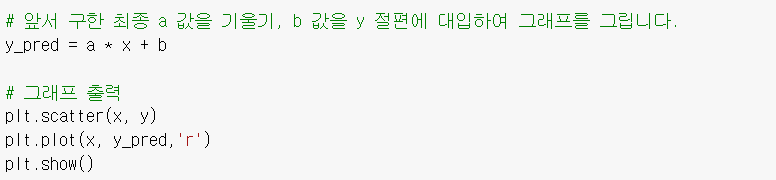 # 앞서 구한 최종 a 값을 기울기, b 값을 y 절편에 대입하여 그래프를 그립니다.
y_pred = a * x + b
# 그래프 출력
plt.scatter(x, y)
plt.plot(x, y_pred,'r')
plt.show()